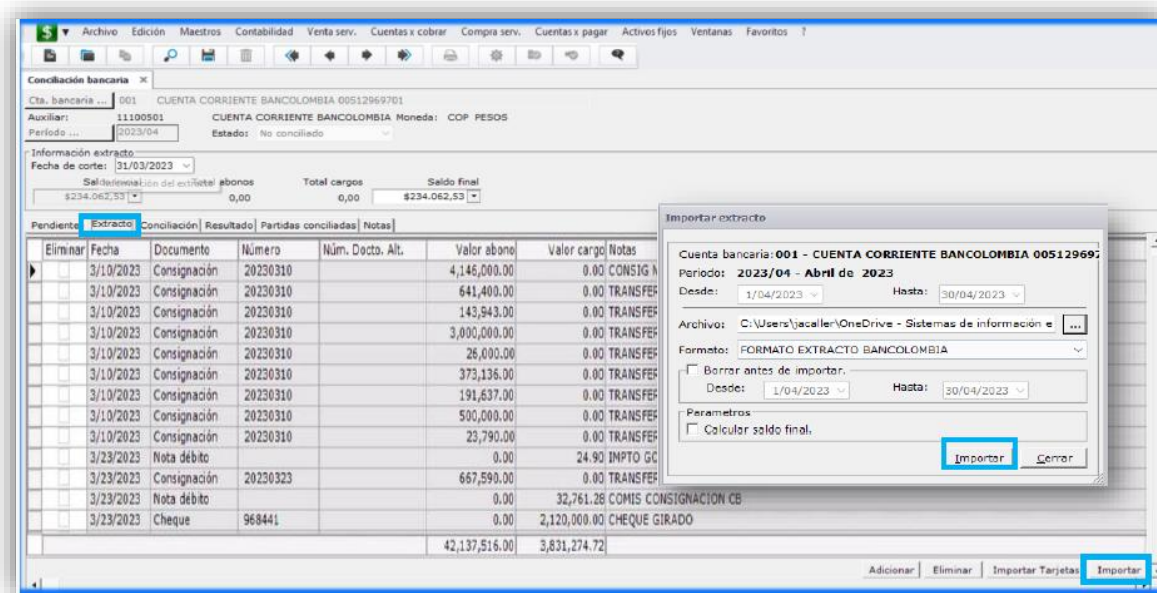 $ Archivo Edición Maestros Contabilidad Venta serv. Cuentas x cobrar Compra serv. Cuentas x pagar Activos fijos Ventanas Favoritos ?
Conciliación bancaria ×
Cta. bancaria ... 001 CUENTA CORRIENTE BANCOLOMBIA 00512969701
Auxiliar: 11100501 CUENTA CORRIENTE BANCOLOMBIA Moneda: COP PESOS
Período ... 2023/04 Estado: No conciliado
Información extracto
Fecha de corte: 31/03/2023
abonos Total cargos Saldo final
$234.062,53 0,00 0,00 $234.062,53
Pendiente Extracto Conciliación Resultado Partidas conciliadas Notas
Eliminar Fecha Documento Número Núm. Docto. Alt. Valor abono Valor cargo Notas
3/10/2023 Consignación 20230310 4,146,000.00 0.00 CONSIG N
3/10/2023 Consignación 20230310 641,400.00 0.00 TRANSFER
3/10/2023 Consignación 20230310 143,943.00 0.00 TRANSFER
3/10/2023 Consignación 20230310 3,000,000.00 0.00 TRANSFER
3/10/2023 Consignación 20230310 26,000.00 0.00 TRANSFER
3/10/2023 Consignación 20230310 373,136.00 0.00 TRANSFER
3/10/2023 Consignación 20230310 191,637.00 0.00 TRANSFER
3/10/2023 Consignación 20230310 500,000.00 0.00 TRANSFER
3/10/2023 Consignación 20230310 23,790.00 0.00 TRANSFER
3/23/2023 Nota débito 0.00 24.90 IMPTO GO
3/23/2023 Consignación 20230323 667,590.00 0.00 TRANSFER
3/23/2023 Nota débito 0.00 32,761.28 COMIS CONSIGNACION CB
3/23/2023 Cheque 968441 0.00 2,120,000.00 CHEQUE GIRADO
42,137,516.00 3,831,274.72
Adicionar Eliminar Importar Tarjetas Importar
Importar extracto
Cuenta bancaria: 001 - CUENTA CORRIENTE BANCOLOMBIA 00512969
Periodo: 2023/04 - Abril de 2023
Desde: 1/04/2023 Hasta: 30/04/2023
Archivo: C:\Users\jacaller\OneDrive - Sistemas de información e ...
Formato: FORMATO EXTRACTO BANCOLOMBIA
Borrar antes de importar.
Desde: 1/04/2023 Hasta: 30/04/2023
Parametros
Calcular saldo final.
Importar Cerrar